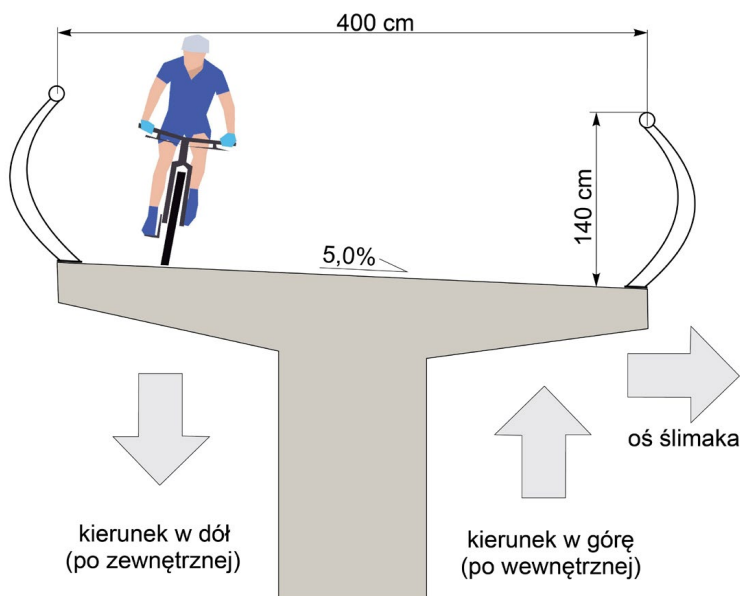 400 cm
140 cm
5,0%
oś ślimaka
kierunek w dół
(po zewnętrznej)
kierunek w górę
(po wewnętrznej)